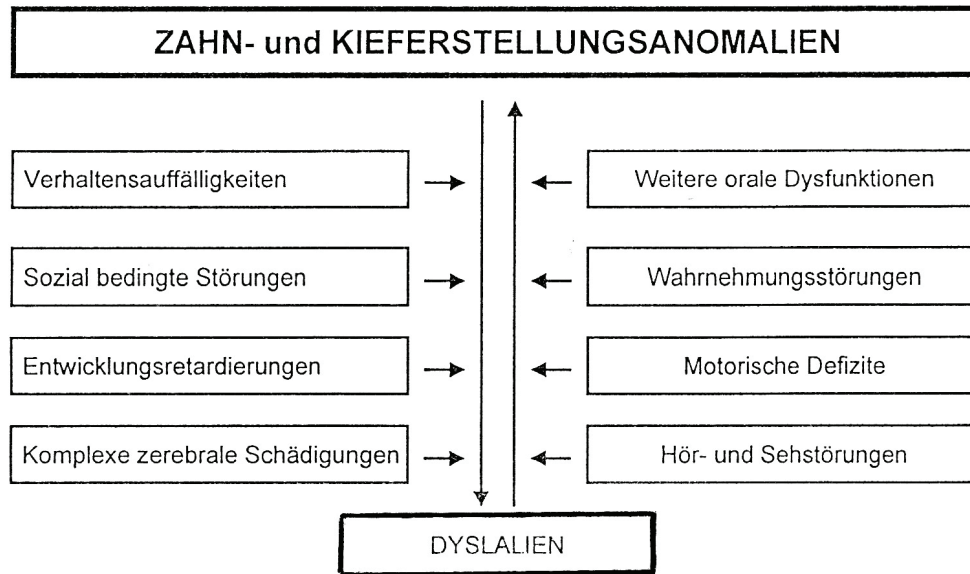 ZAHN- und KIEFERSTELLUNGSANOMALIEN
Verhaltensauffälligkeiten
Weitere orale Dysfunktionen
Sozial bedingte Störungen
Wahrnehmungsstörungen
Entwicklungsretardierungen
Motorische Defizite
Komplexe zerebrale Schädigungen
Hör- und Sehstörungen
DYSLALIEN